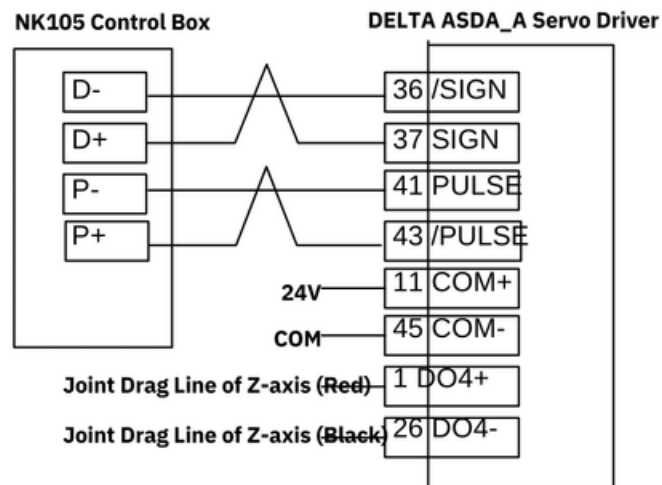 NK105 Control Box
DELTA ASDA_A Servo Driver
D-
36 /SIGN
D+
37 SIGN
P-
41 PULSE
P+
43 /PULSE
24V
11 COM+
COM
45 COM-
Joint Drag Line of Z-axis (Red)
1 DO4+
Joint Drag Line of Z-axis (Black)
26 DO4-